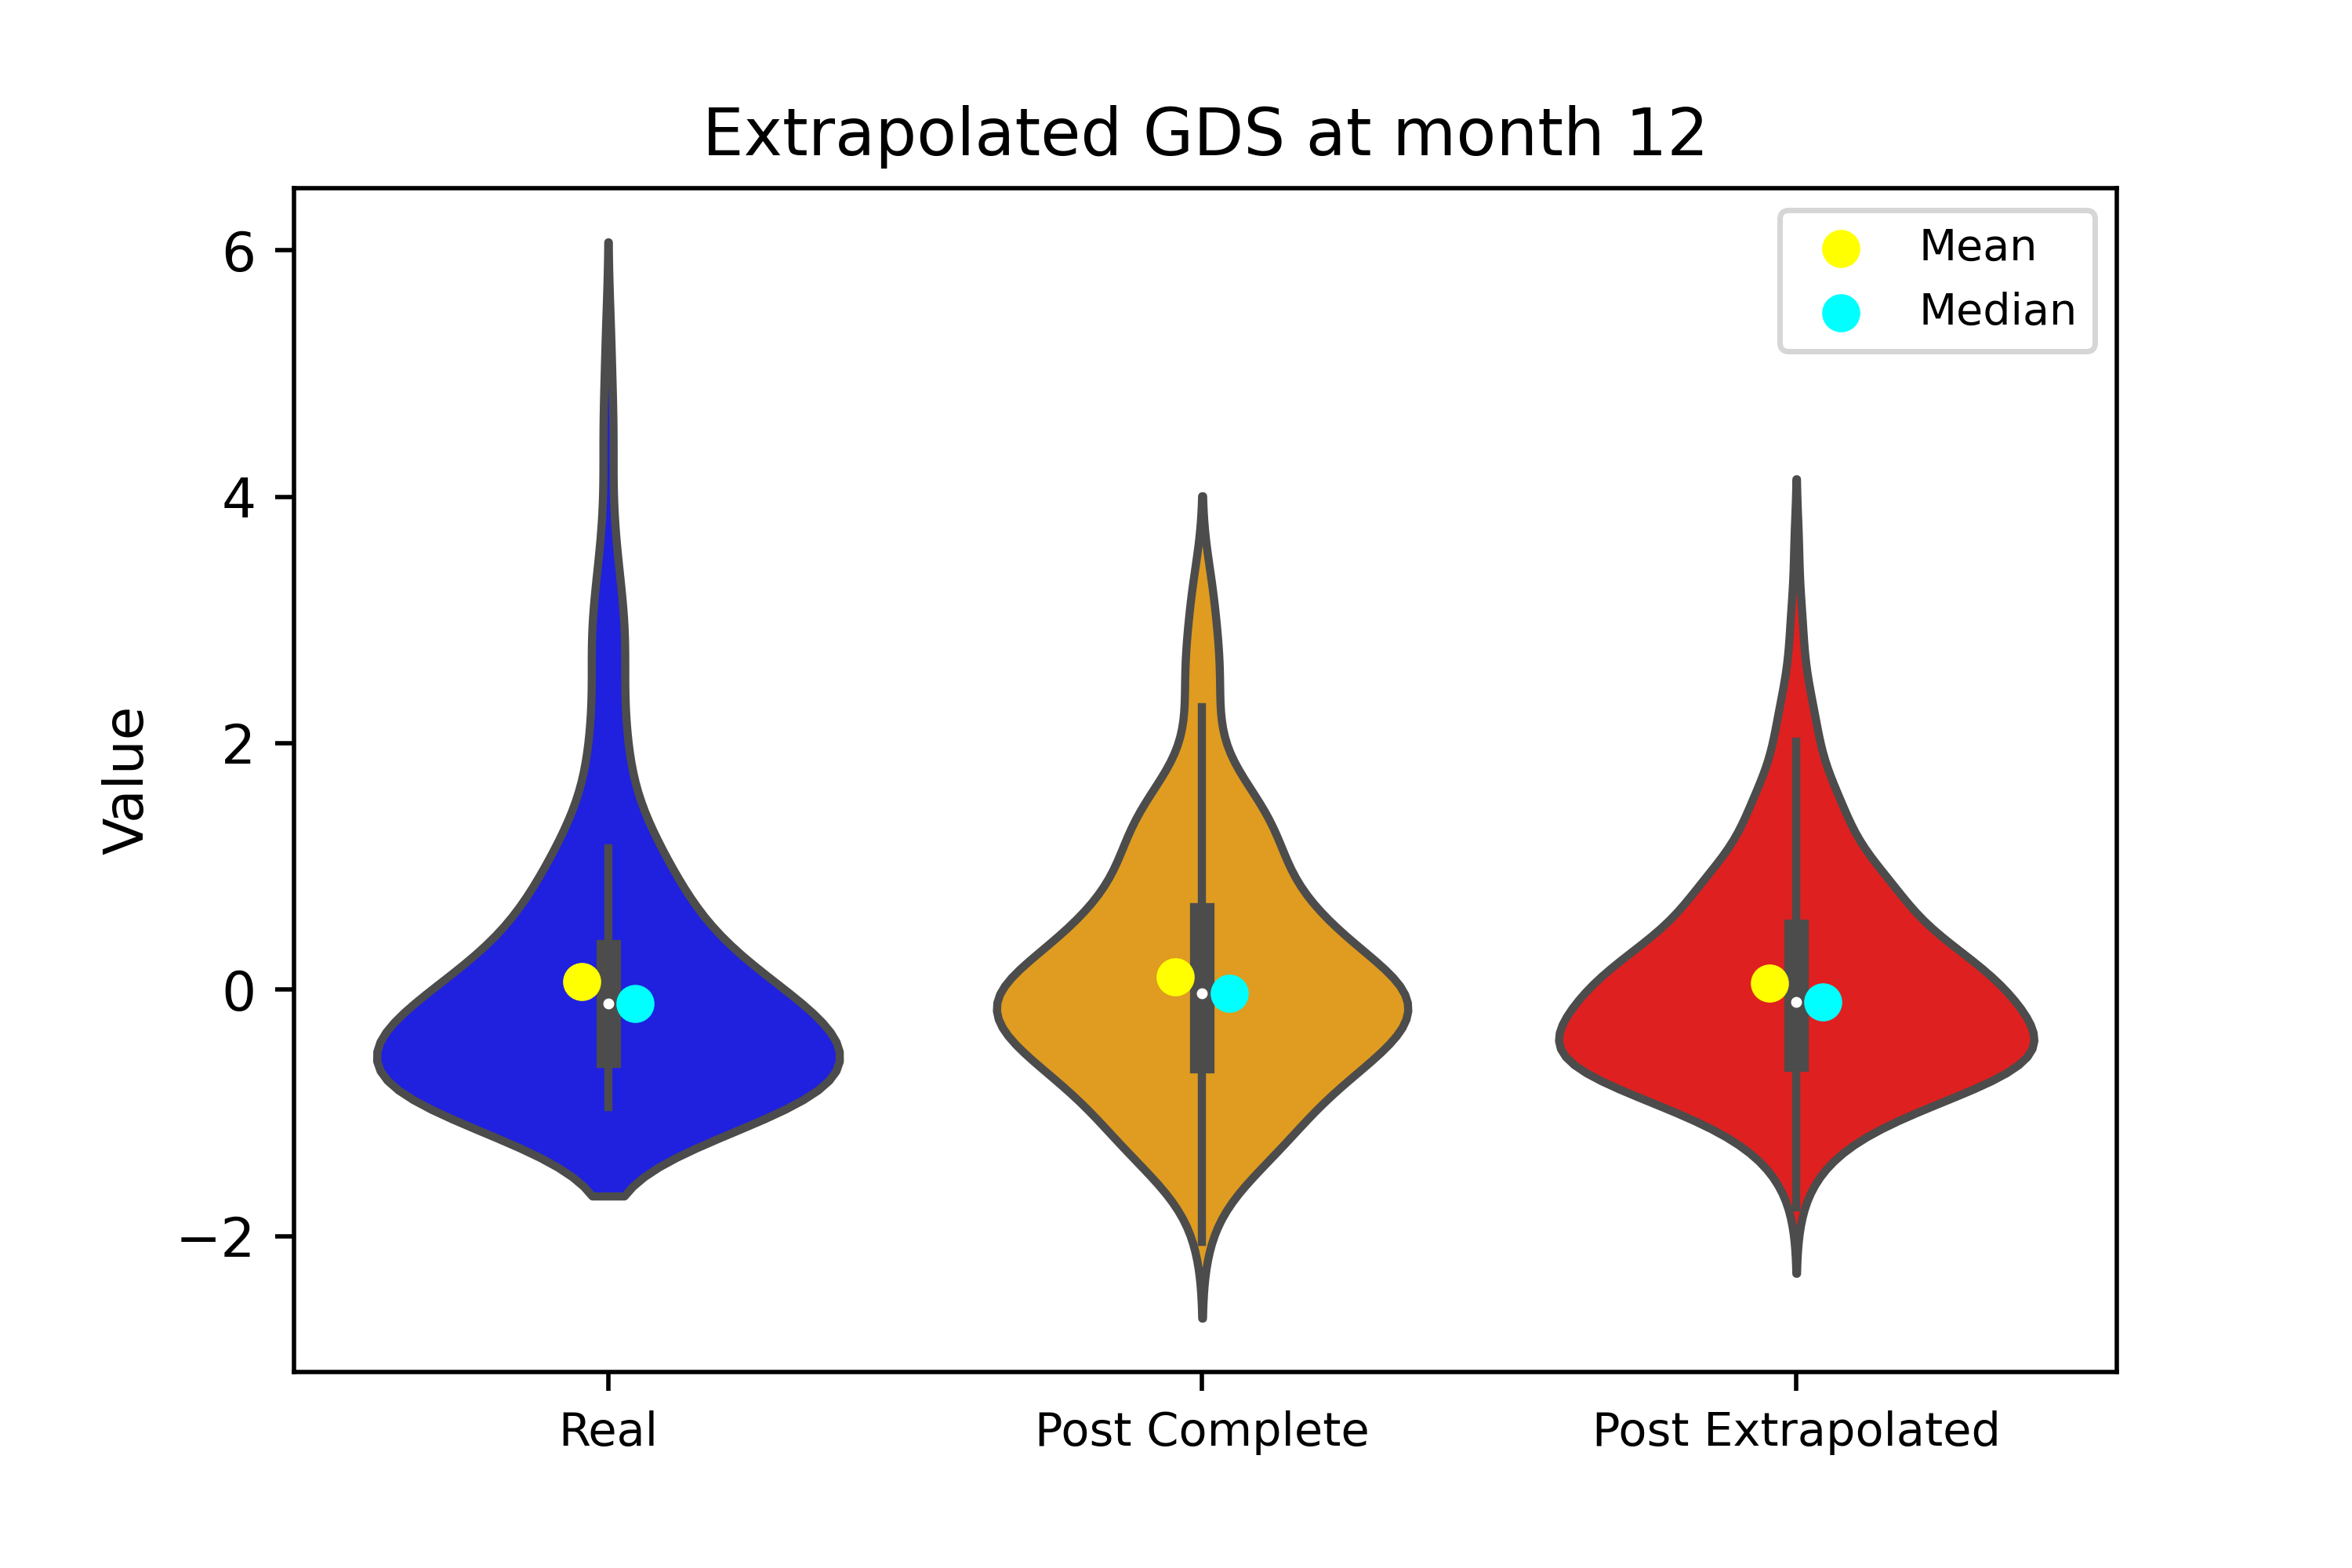 Extrapolated GDS at month 12
Mean
Median
6
4
2
0
−2
Value
Real
Post Complete
Post Extrapolated